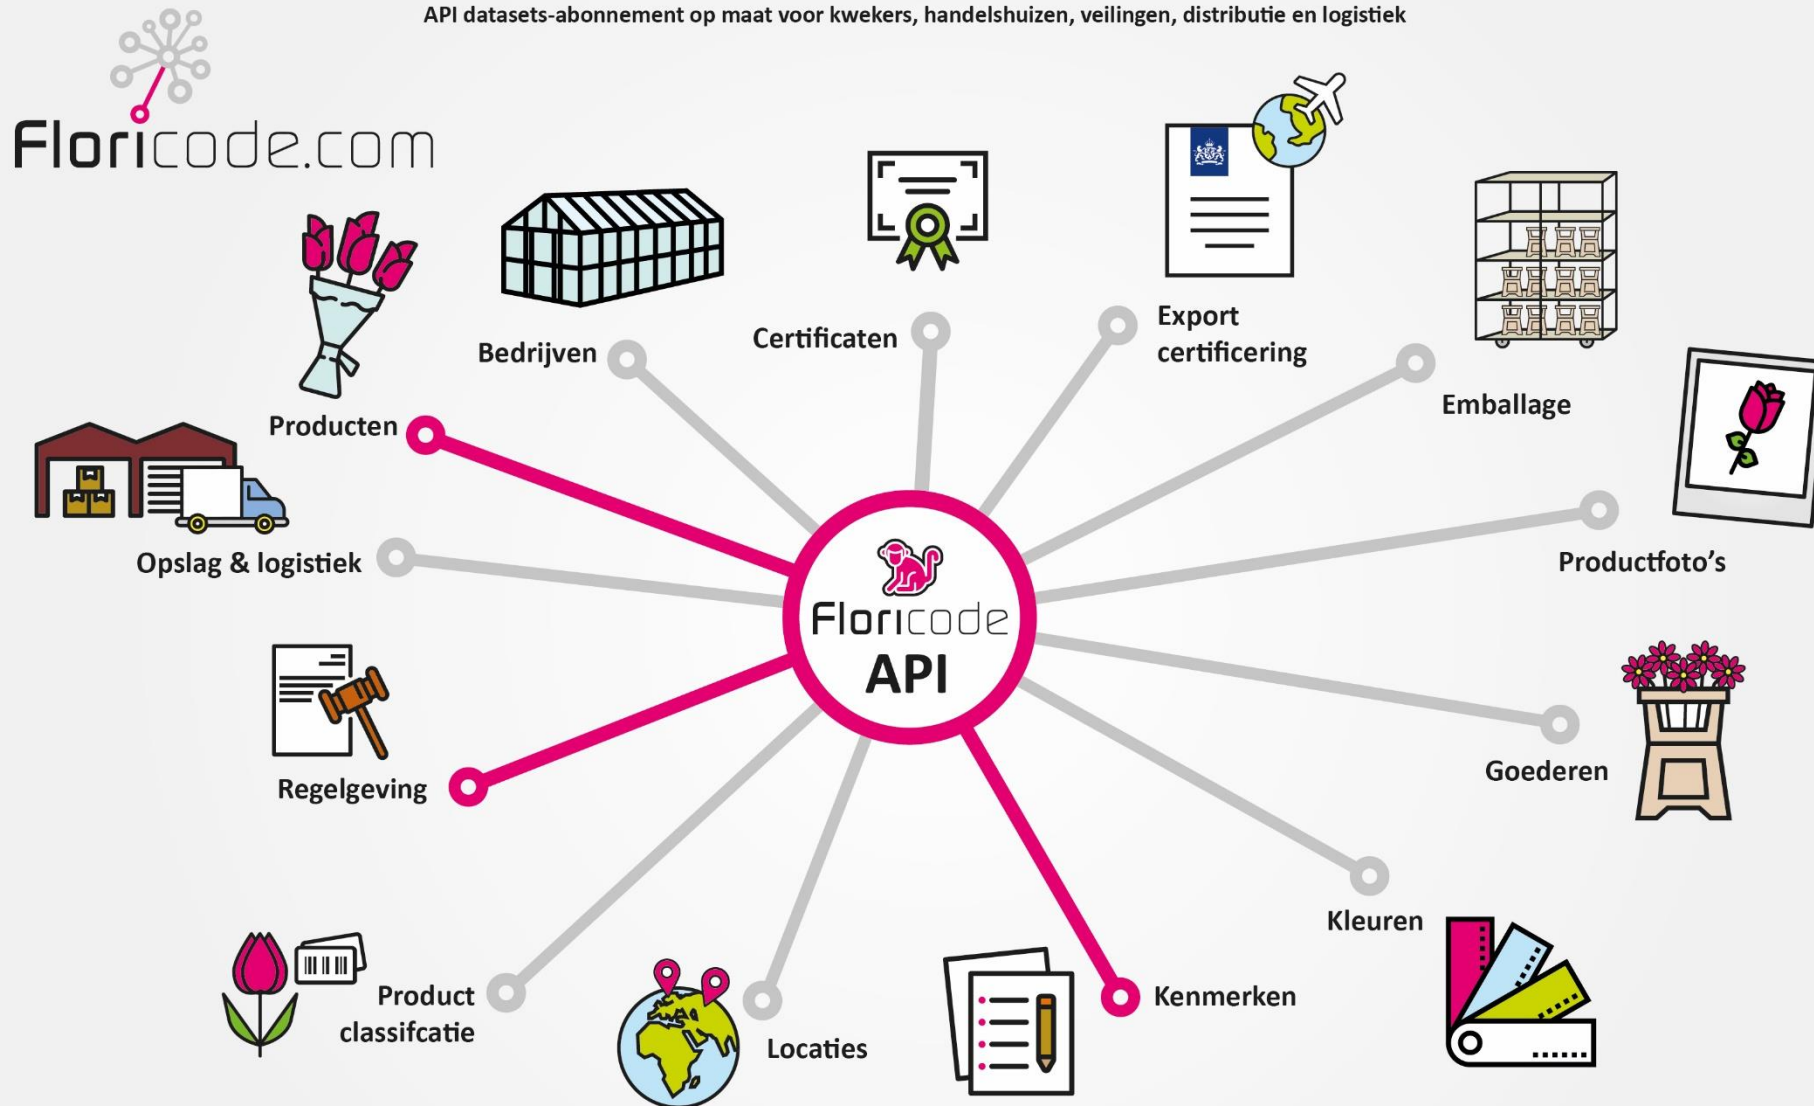 API datasets-abonnement op maat voor kwekers, handelshuizen, veilingen, distributie en logistiek
Floricode.com
Bedrijven
Certificaten
Export
certificering
Emballage
Producten
Opslag & logistiek
Productfoto's
Floricode
API
Regelgeving
Goederen
Kleuren
Product
classifcatie
Locaties
Kenmerken